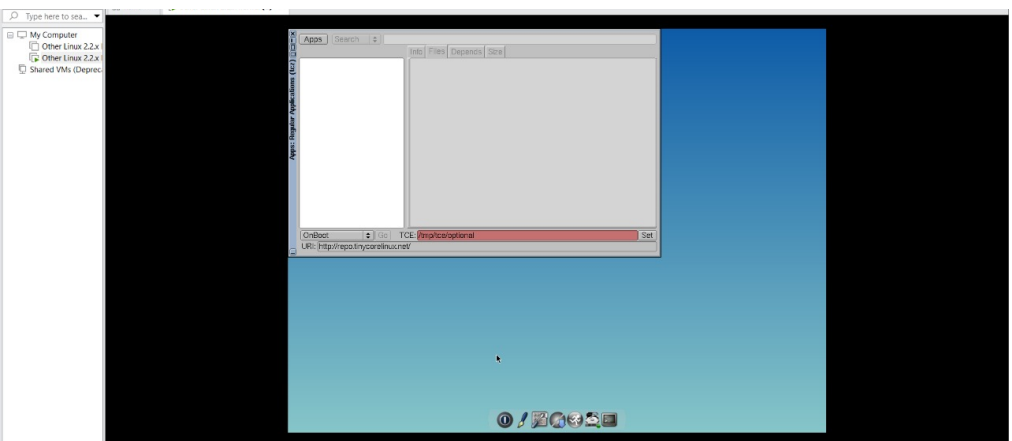 Type here to sea...
My Computer
Other Linux 2.2.x
Other Linux 2.2.x
Shared VMs (Deprec
Apps: Regular Applications (tcz)
Apps Search
Info Files Depends Size
OnBoot Go TCE: /tmp/tce/optional Set
URI: http://repo.tinycorelinux.net/